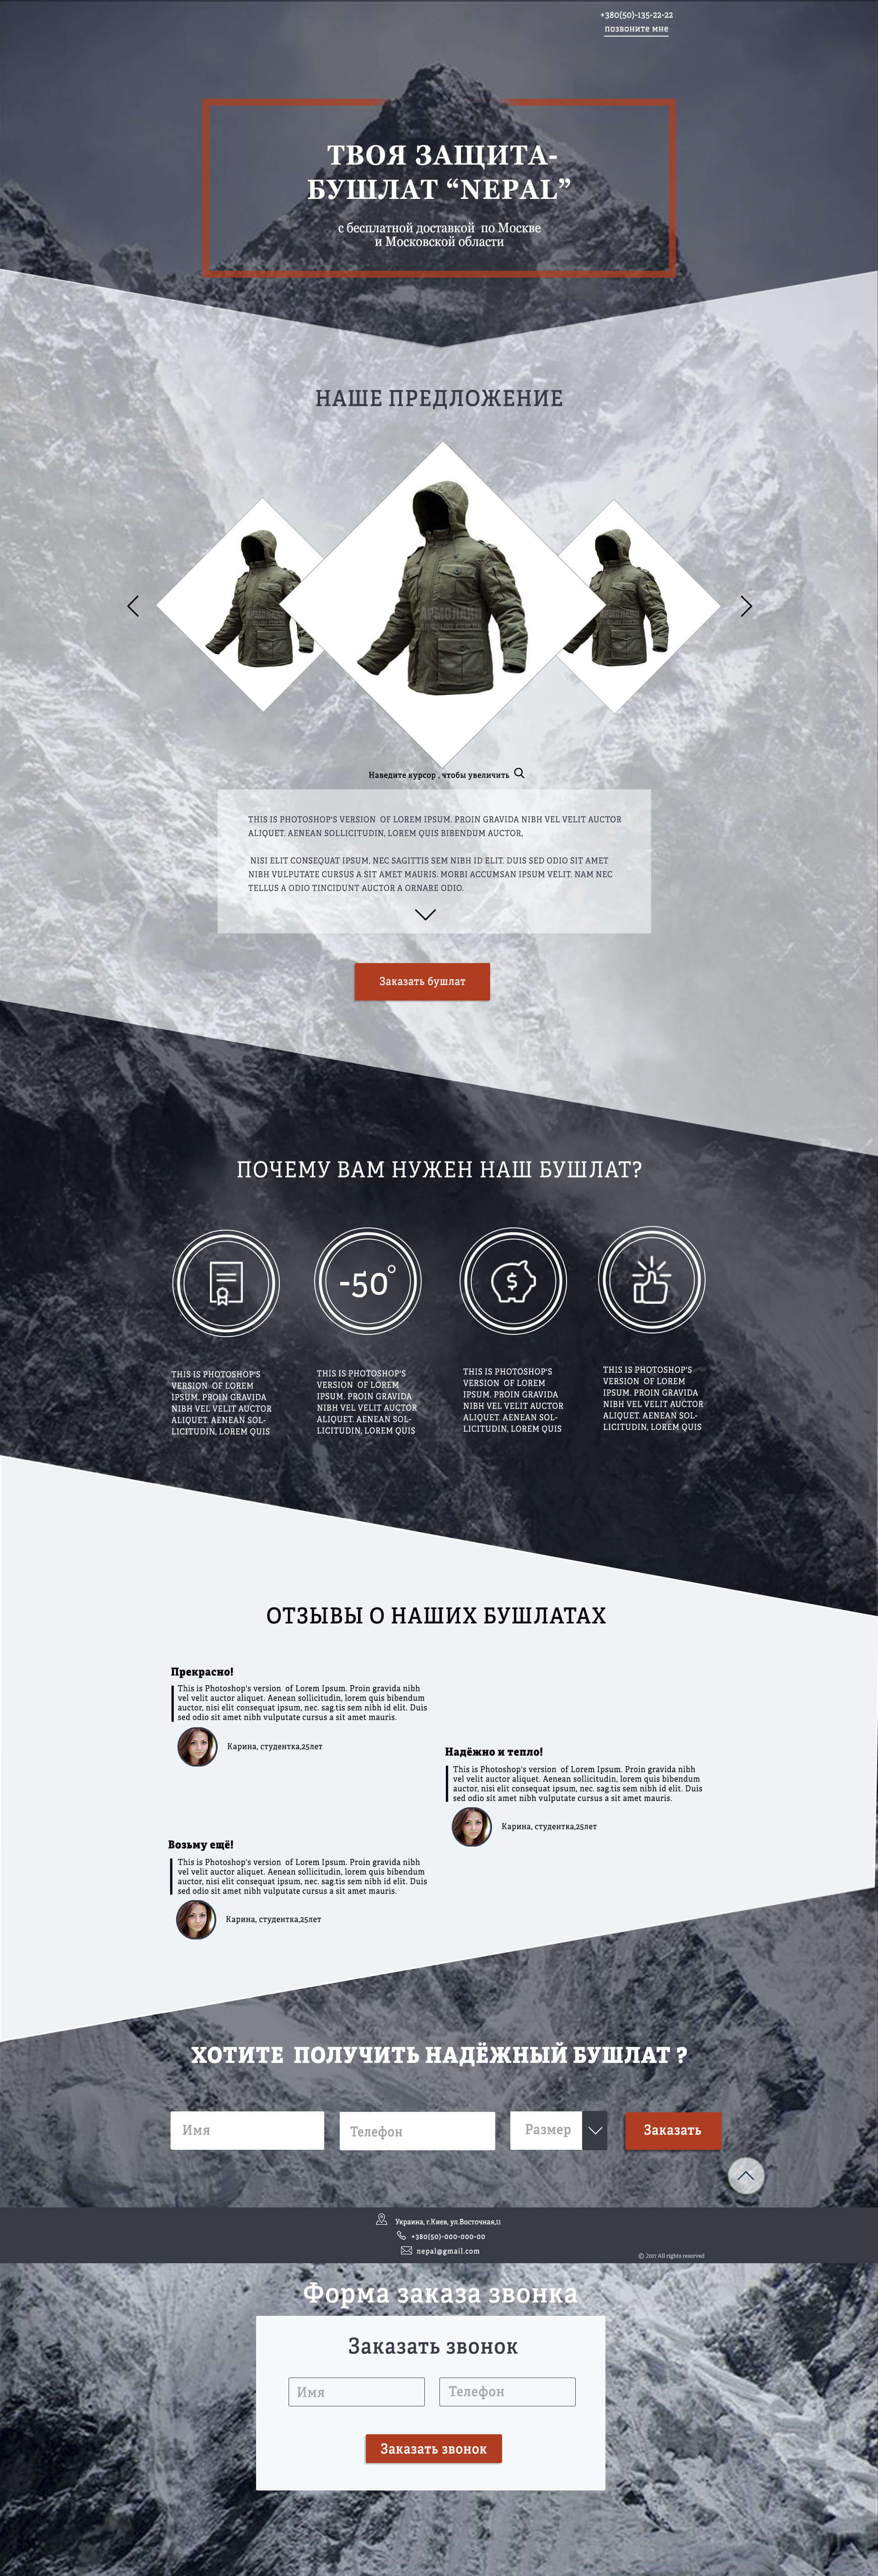 +380(50)-135-22-22
позвоните мне
ТВОЯ ЗАЩИТА-
БУШЛАТ “NEPAL”
с бесплатной доставкой по Москве
и Московской области
НАШЕ ПРЕДЛОЖЕНИЕ
АРМОЛАЙН
Наведите курсор , чтобы увеличить
THIS IS PHOTOSHOP'S VERSION OF LOREM IPSUM. PROIN GRAVIDA NIBH VEL VELIT AUCTOR
ALIQUET. AENEAN SOLLICITUDIN, LOREM QUIS BIBENDUM AUCTOR,
NISI ELIT CONSEQUAT IPSUM, NEC SAGITTIS SEM NIBH ID ELIT. DUIS SED ODIO SIT AMET
NIBH VULPUTATE CURSUS A SIT AMET MAURIS. MORBI ACCUMSAN IPSUM VELIT. NAM NEC
TELLUS A ODIO TINCIDUNT AUCTOR A ORNARE ODIO.
Заказать бушлат
ПОЧЕМУ ВАМ НУЖЕН НАШ БУШЛАТ?
-50°
$
THIS IS PHOTOSHOP'S
VERSION OF LOREM
IPSUM. PROIN GRAVIDA
NIBH VEL VELIT AUCTOR
ALIQUET. AENEAN SOL-
LICITUDIN, LOREM QUIS
THIS IS PHOTOSHOP'S
VERSION OF LOREM
IPSUM. PROIN GRAVIDA
NIBH VEL VELIT AUCTOR
ALIQUET. AENEAN SOL-
LICITUDIN, LOREM QUIS
THIS IS PHOTOSHOP'S
VERSION OF LOREM
IPSUM. PROIN GRAVIDA
NIBH VEL VELIT AUCTOR
ALIQUET. AENEAN SOL-
LICITUDIN, LOREM QUIS
THIS IS PHOTOSHOP'S
VERSION OF LOREM
IPSUM. PROIN GRAVIDA
NIBH VEL VELIT AUCTOR
ALIQUET. AENEAN SOL-
LICITUDIN, LOREM QUIS
ОТЗЫВЫ О НАШИХ БУШЛАТАХ
Прекрасно!
This is Photoshop's version of Lorem Ipsum. Proin gravida nibh
vel velit auctor aliquet. Aenean sollicitudin, lorem quis bibendum
auctor, nisi elit consequat ipsum, nec. sag.tis sem nibh id elit. Duis
sed odio sit amet nibh vulputate cursus a sit amet mauris.
Карина, студентка,25лет
Надёжно и тепло!
This is Photoshop's version of Lorem Ipsum. Proin gravida nibh
vel velit auctor aliquet. Aenean sollicitudin, lorem quis bibendum
auctor, nisi elit consequat ipsum, nec. sag.tis sem nibh id elit. Duis
sed odio sit amet nibh vulputate cursus a sit amet mauris.
Карина, студентка,25лет
Возьму ещё!
This is Photoshop's version of Lorem Ipsum. Proin gravida nibh
vel velit auctor aliquet. Aenean sollicitudin, lorem quis bibendum
auctor, nisi elit consequat ipsum, nec. sag.tis sem nibh id elit. Duis
sed odio sit amet nibh vulputate cursus a sit amet mauris.
Карина, студентка,25лет
ХОТИТЕ ПОЛУЧИТЬ НАДЁЖНЫЙ БУШЛАТ ?
Имя
Телефон
Размер
Заказать
Украина, г.Киев, ул.Восточная,11
+380(50)-000-000-00
nepal@gmail.com
© 2017 All rights reserved
Форма заказа звонка
Заказать звонок
Имя
Телефон
Заказать звонок